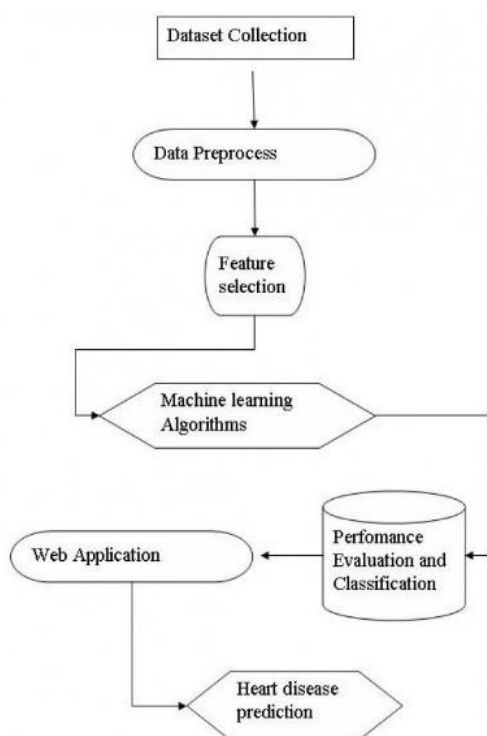 Dataset Collection
Data Preprocess
Feature
selection
Machine learning
Algorithms
Perfomance
Evaluation and
Classification
Web Application
Heart disease
prediction